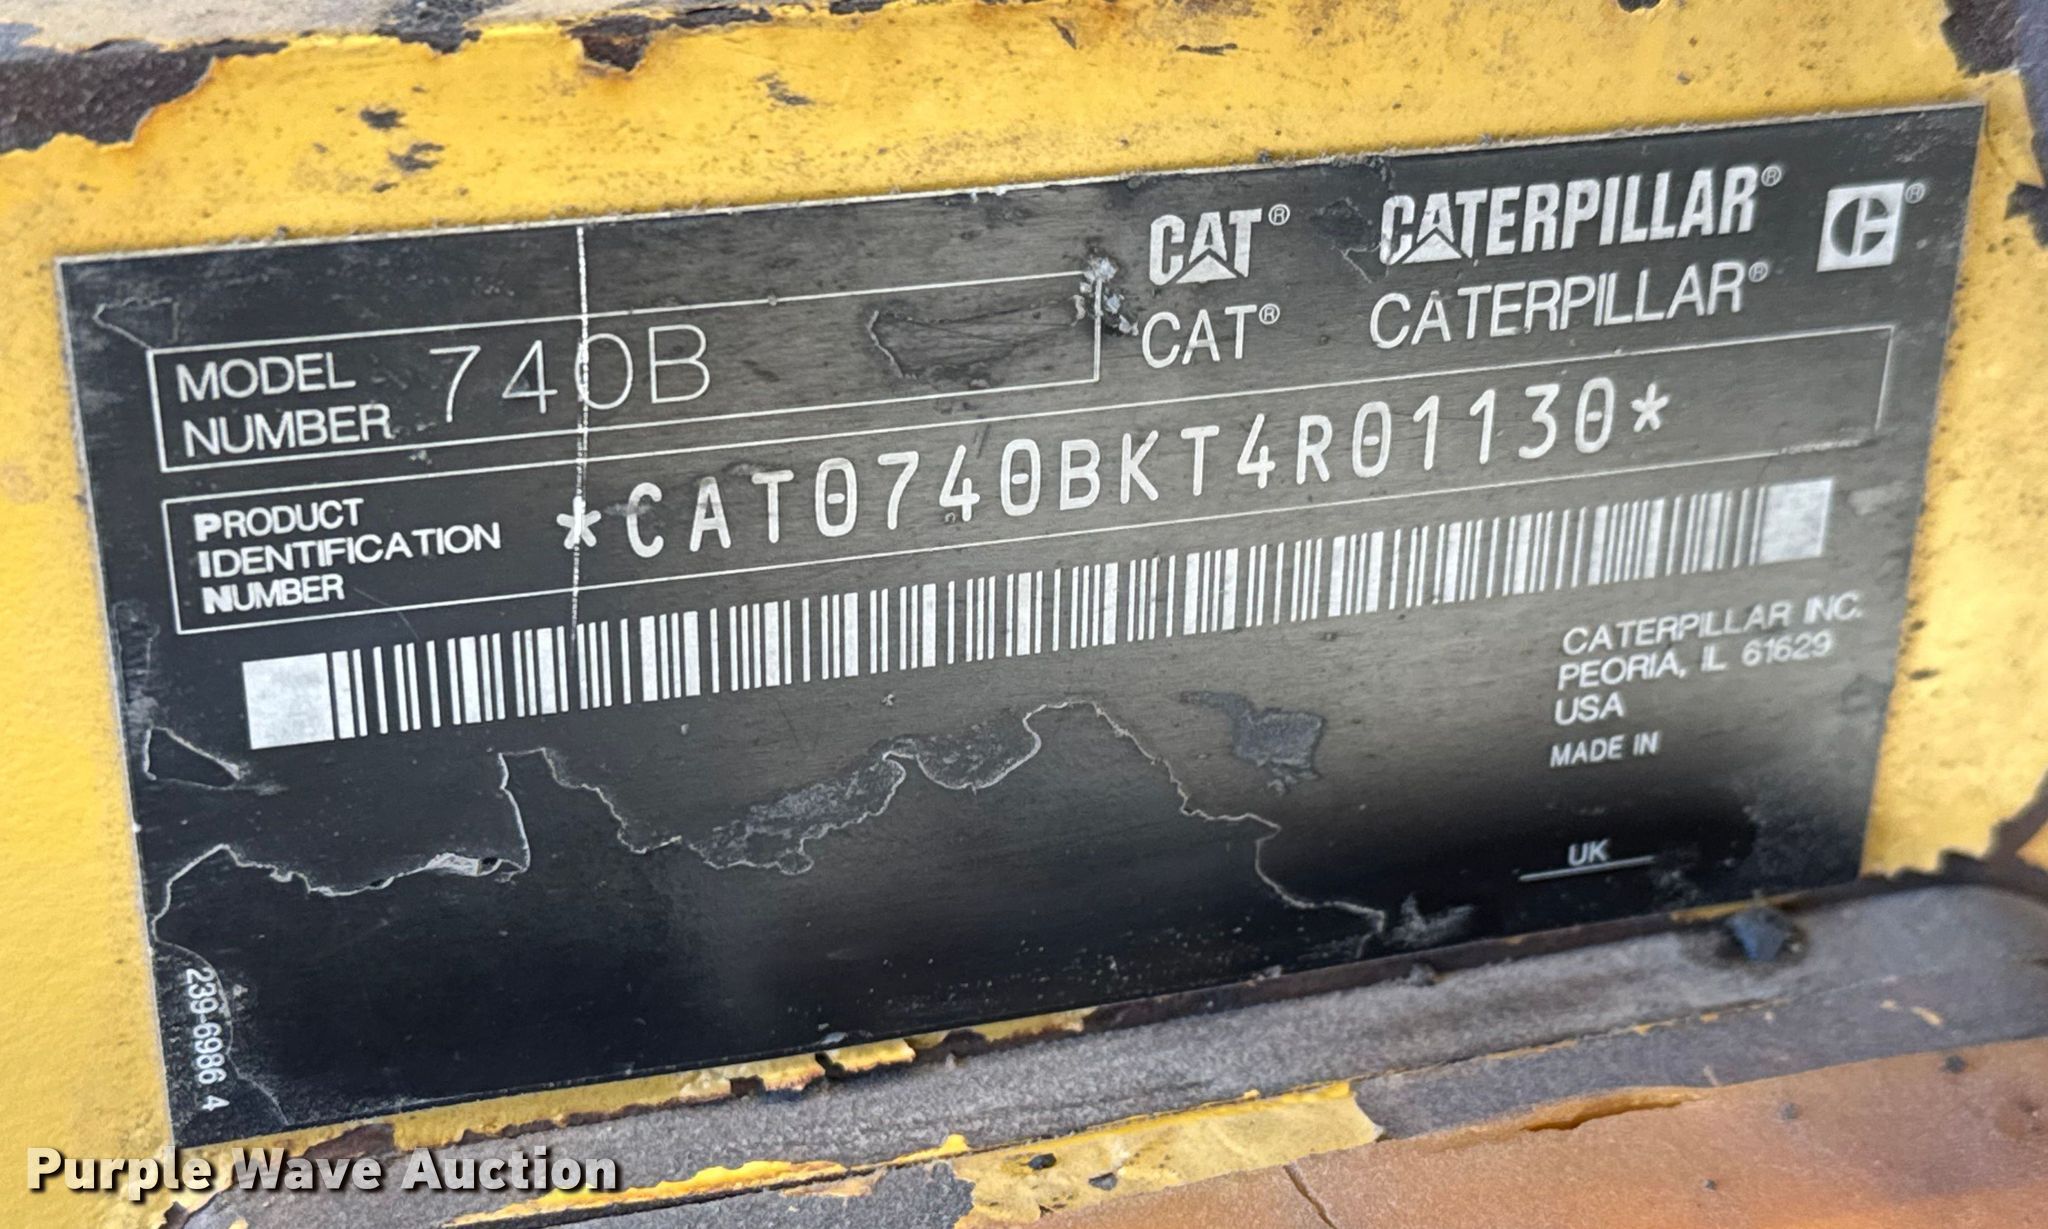 CAT® CATERPILLAR® C®
CAT® CATERPILLAR®
MODEL NUMBER 740B
PRODUCT IDENTIFICATION NUMBER
*CAT0740BKT4R01130*
CATERPILLAR INC.
PEORIA, IL 61629
USA
MADE IN
UK
239-6986 4
Purple Wave Auction